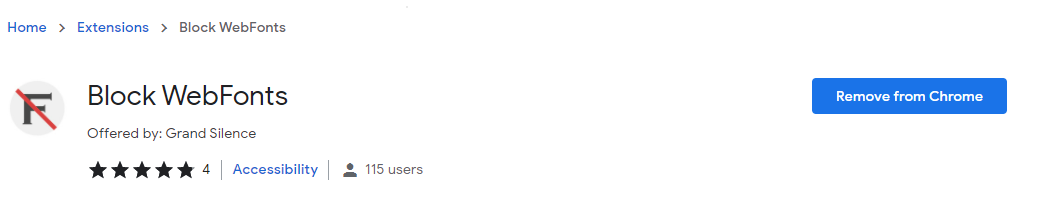 Home > Extensions > Block WebFonts
F
Block WebFonts
Remove from Chrome
Offered by: Grand Silence
4 | Accessibility | 115 users